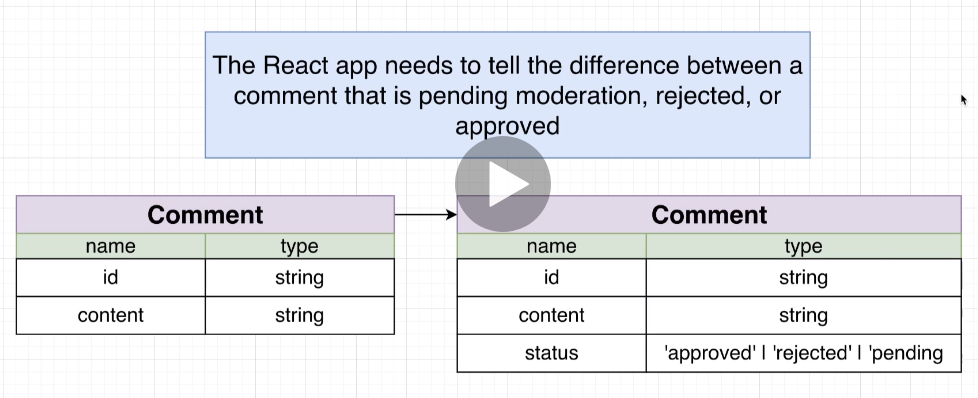 The React app needs to tell the difference between a
comment that is pending moderation, rejected, or
approved
Comment
name type
id string
content string
Comment
name type
id string
content string
status 'approved' | 'rejected' | 'pending